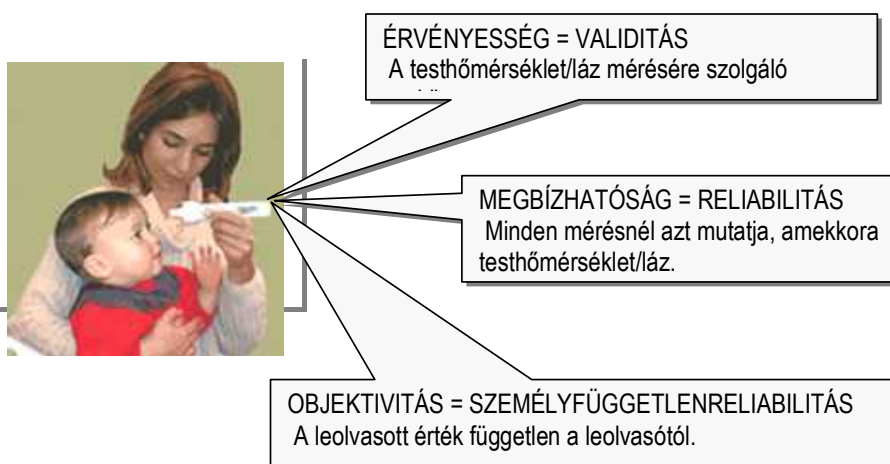 ÉRVÉNYESSÉG = VALIDITÁS
A testhőmérséklet/láz mérésére szolgáló
MEGBÍZHATÓSÁG = RELIABILITÁS
Minden mérésnél azt mutatja, amekkora
testhőmérséklet/láz.
OBJEKTIVITÁS = SZEMÉLYFÜGGETLENRELIABILITÁS
A leolvasott érték független a leolvasótól.